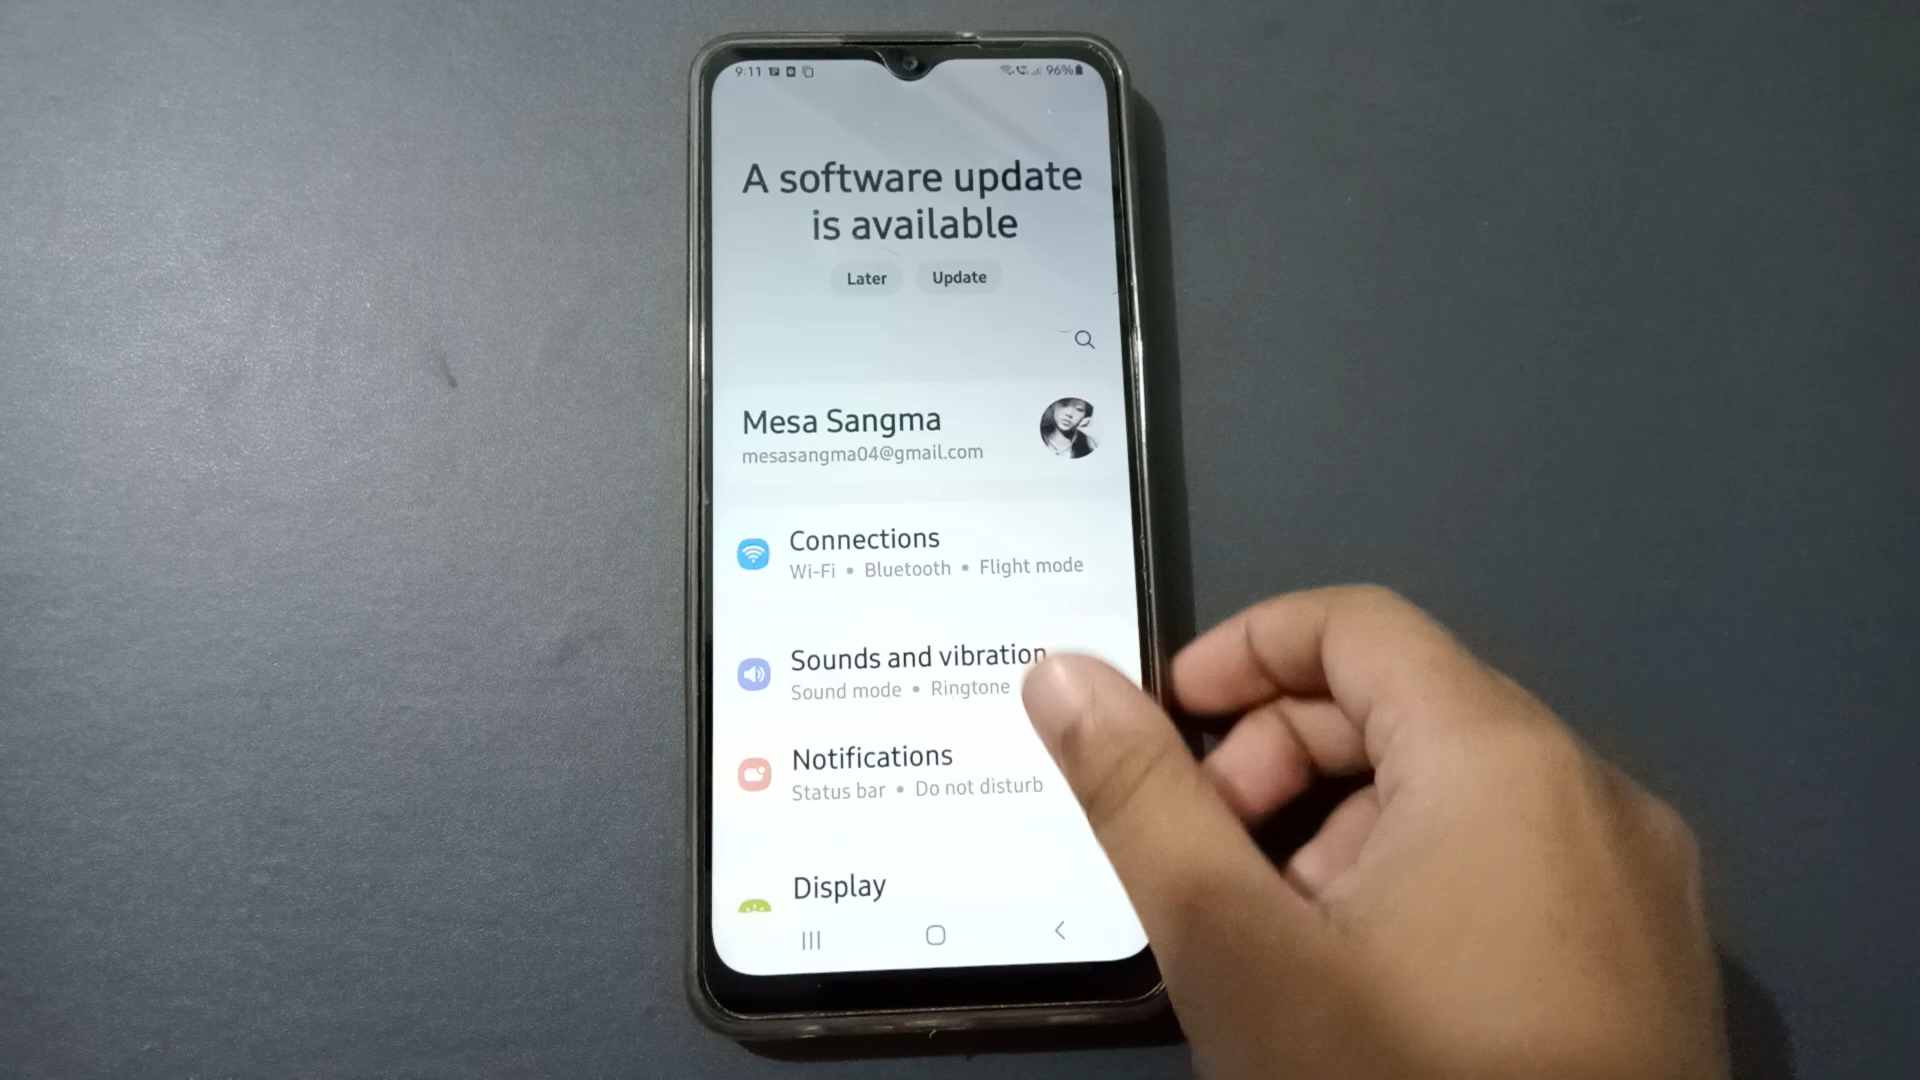 9:11 96%
A software update
is available
Later Update
Mesa Sangma
mesasangma04@gmail.com
Connections
Wi-Fi • Bluetooth • Flight mode
Sounds and vibration
Sound mode • Ringtone
Notifications
Status bar • Do not disturb
Display